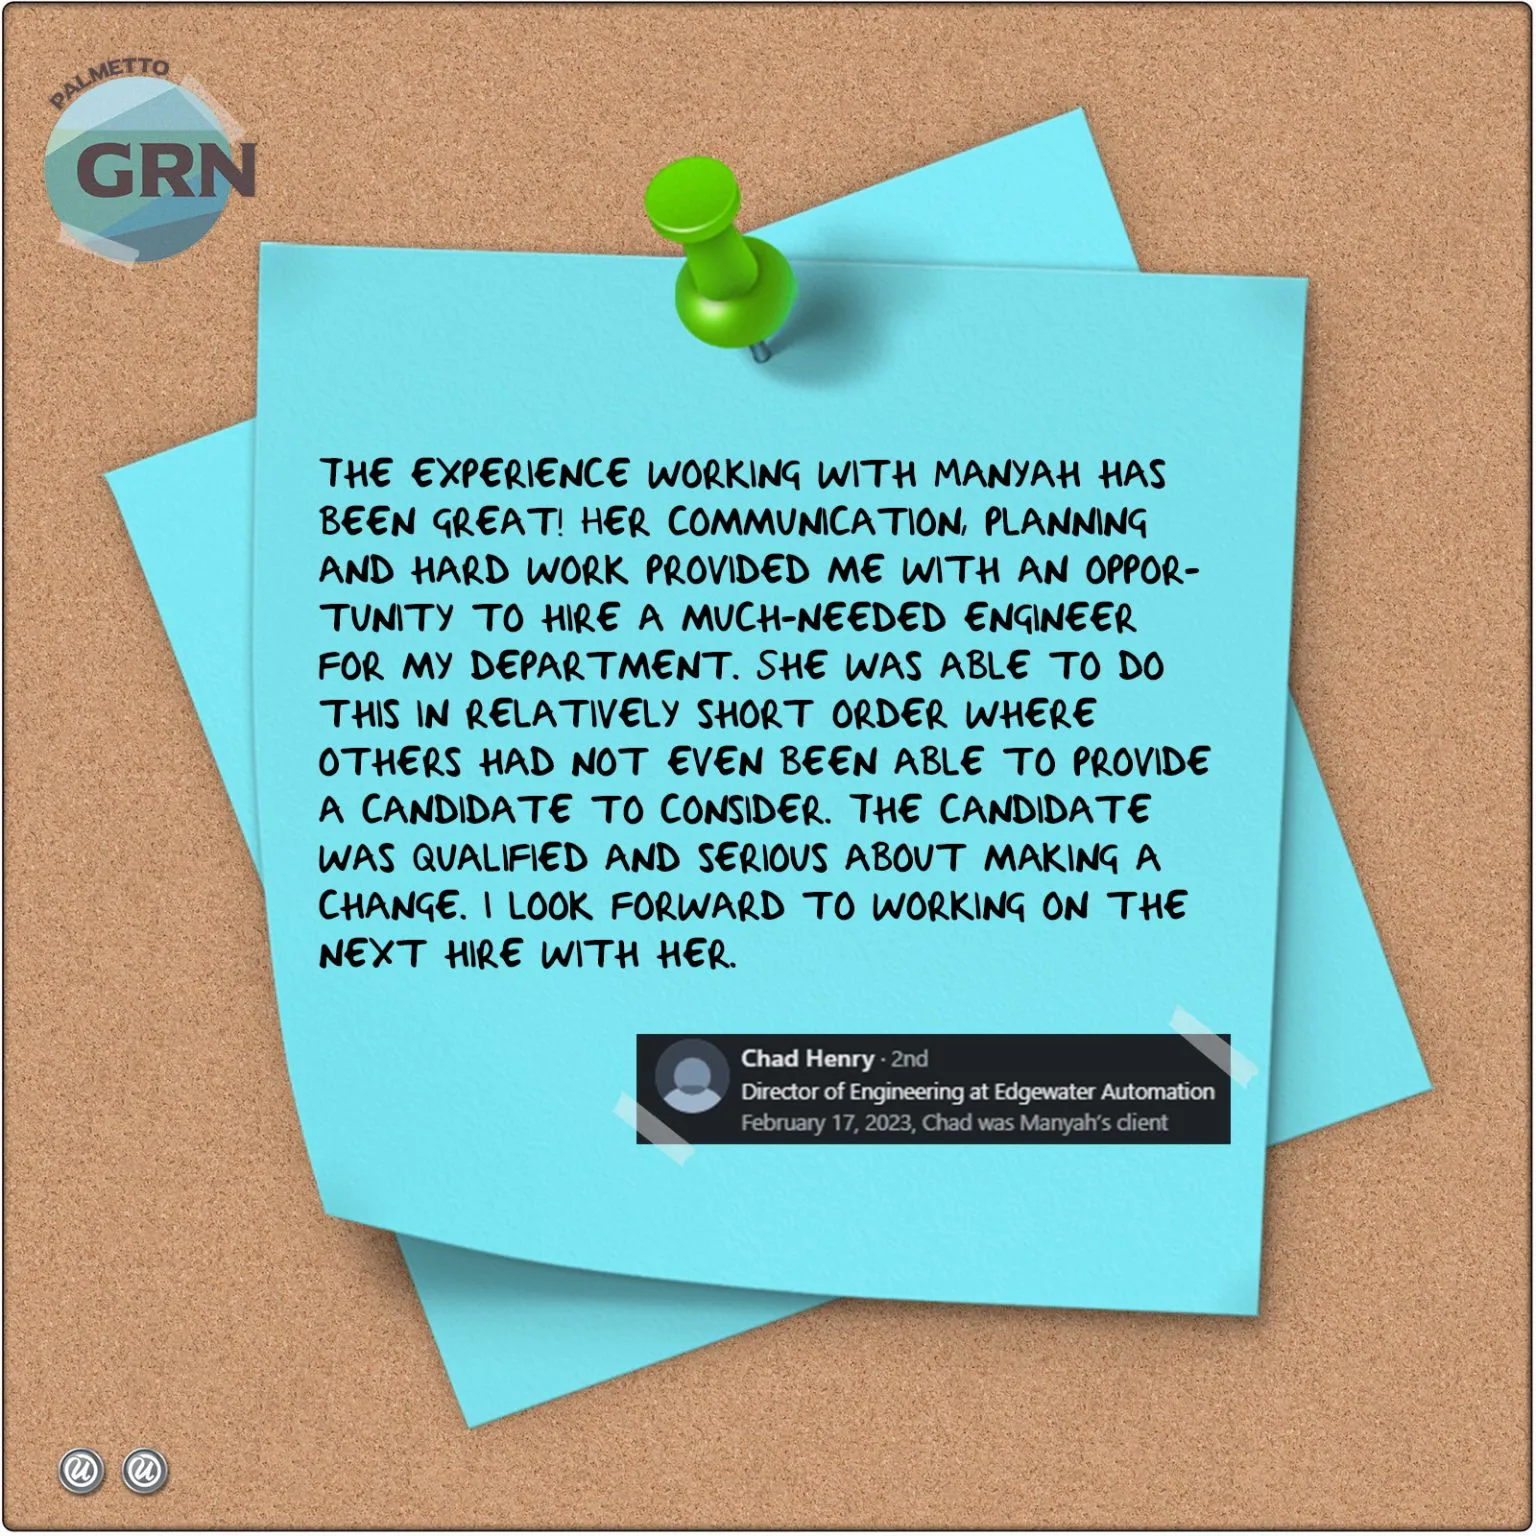 PALMETTO
GRN
THE EXPERIENCE WORKING WITH MANYAH HAS
BEEN GREAT! HER COMMUNICATION, PLANNING
AND HARD WORK PROVIDED ME WITH AN OPPOR-
TUNITY TO HIRE A MUCH-NEEDED ENGINEER
FOR MY DEPARTMENT. SHE WAS ABLE TO DO
THIS IN RELATIVELY SHORT ORDER WHERE
OTHERS HAD NOT EVEN BEEN ABLE TO PROVIDE
A CANDIDATE TO CONSIDER. THE CANDIDATE
WAS QUALIFIED AND SERIOUS ABOUT MAKING A
CHANGE. I LOOK FORWARD TO WORKING ON THE
NEXT HIRE WITH HER.
Chad Henry · 2nd
Director of Engineering at Edgewater Automation
February 17, 2023, Chad was Manyah's client
U U